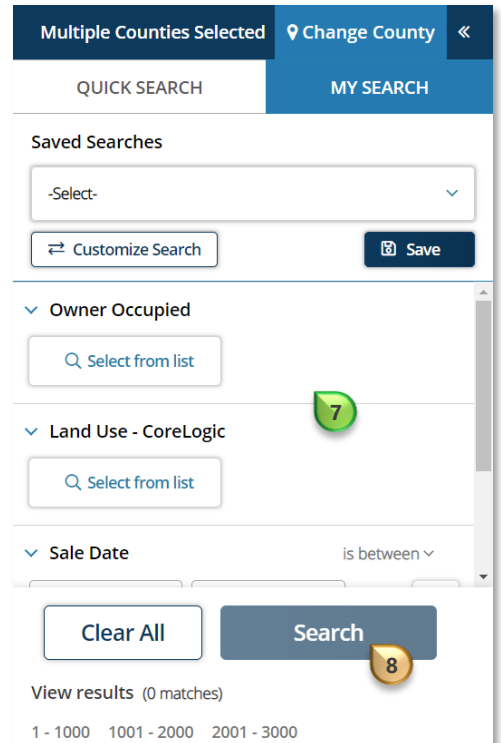 Multiple Counties Selected Change County «
QUICK SEARCH MY SEARCH
Saved Searches
-Select-
Customize Search Save
Owner Occupied
Select from list
7
Land Use - CoreLogic
Select from list
Sale Date is between
Clear All Search
8
View results (0 matches)
1 - 1000 1001 - 2000 2001 - 3000